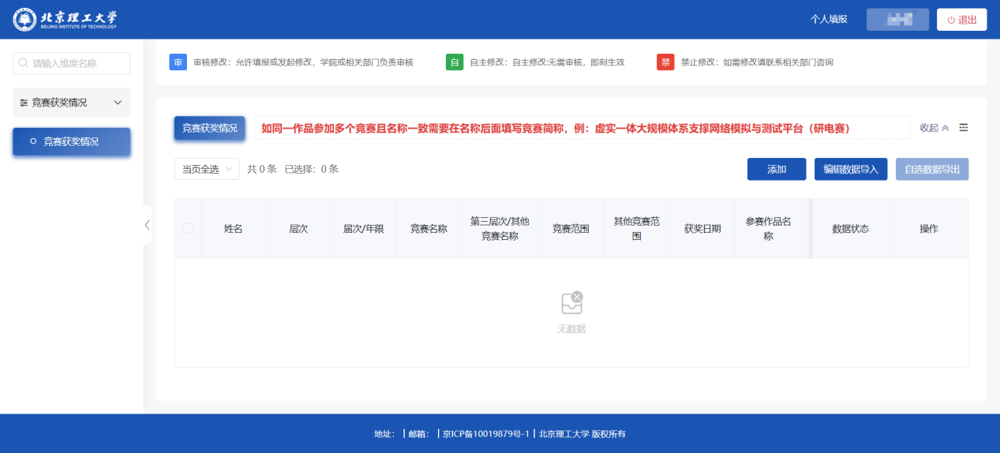 北京理工大学
BEIJING INSTITUTE OF TECHNOLOGY
个人填报
退出
请输入维度名称
竞赛获奖情况
竞赛获奖情况
审 审核修改：允许填报或发起修改，学院或相关部门负责审核
自 自主修改：自主修改:无需审核，即刻生效
禁 禁止修改：如需修改请联系相关部门咨询
竞赛获奖情况
如同一作品参加多个竞赛且名称一致需要在名称后面填写竞赛简称，例：虚实一体大规模体系支撑网络模拟与测试平台（研电赛）
收起
当页全选
共 0 条 已选择：0 条
添加
编辑数据导入
自选数据导出
姓名
层次
届次/年限
竞赛名称
第三层次/其他
竞赛名称
竞赛范围
其他竞赛范
围
获奖日期
参赛作品名
称
数据状态
操作
无数据
地址： | 邮箱： | 京ICP备10019879号-1 | 北京理工大学 版权所有